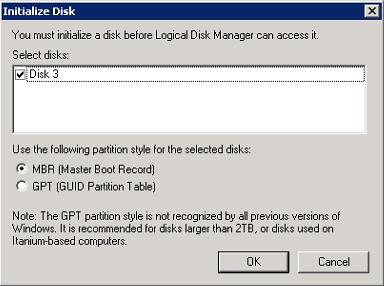 Initialize Disk
You must initialize a disk before Logical Disk Manager can access it.
Select disks:
Disk 3
Use the following partition style for the selected disks:
MBR (Master Boot Record)
GPT (GUID Partition Table)
Note: The GPT partition style is not recognized by all previous versions of
Windows. It is recommended for disks larger than 2TB, or disks used on
Itanium-based computers.
OK Cancel